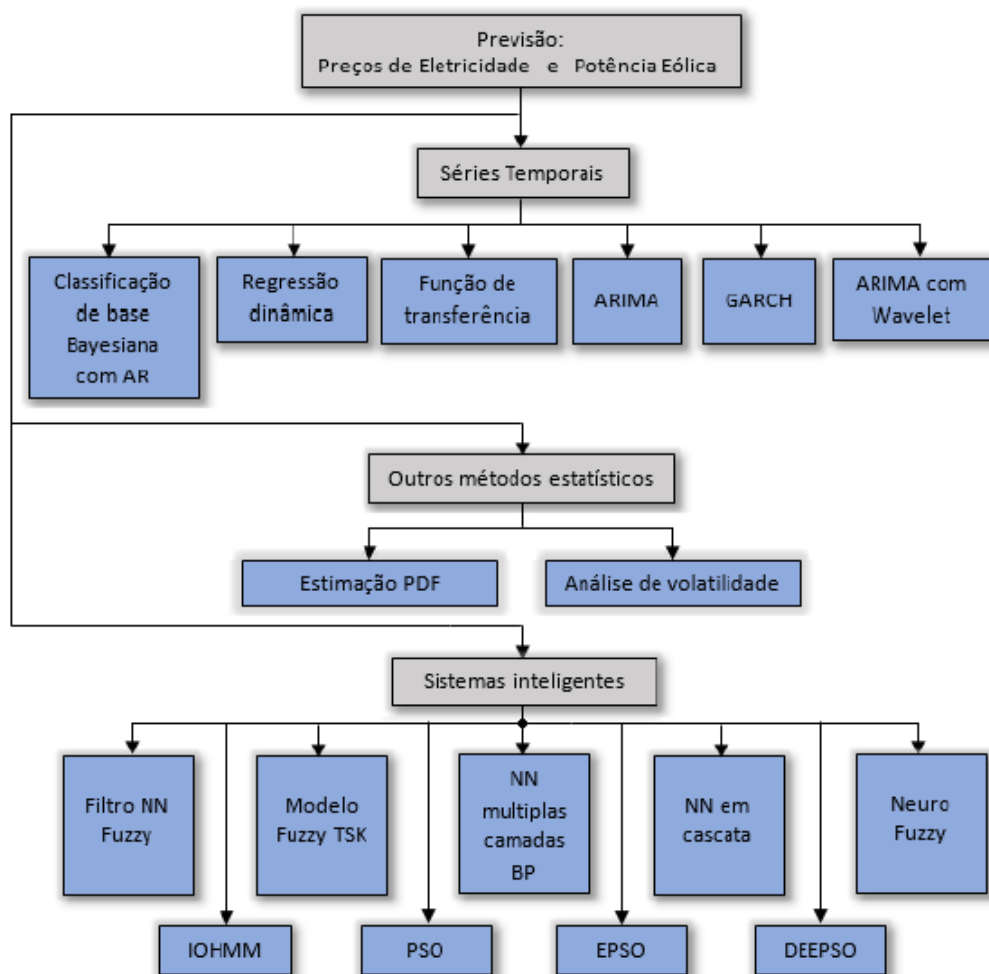 Previsão:
Preços de Eletricidade e Potência Eólica
Séries Temporais
Classificação
de base
Bayesiana
com AR
Regressão
dinâmica
Função de
transferência
ARIMA
GARCH
ARIMA com
Wavelet
Outros métodos estatísticos
Estimação PDF
Análise de volatilidade
Sistemas inteligentes
Filtro NN
Fuzzy
Modelo
Fuzzy TSK
NN
multiplas
camadas
BP
NN em
cascata
Neuro
Fuzzy
IOHMM
PSO
EPSO
DEEPSO